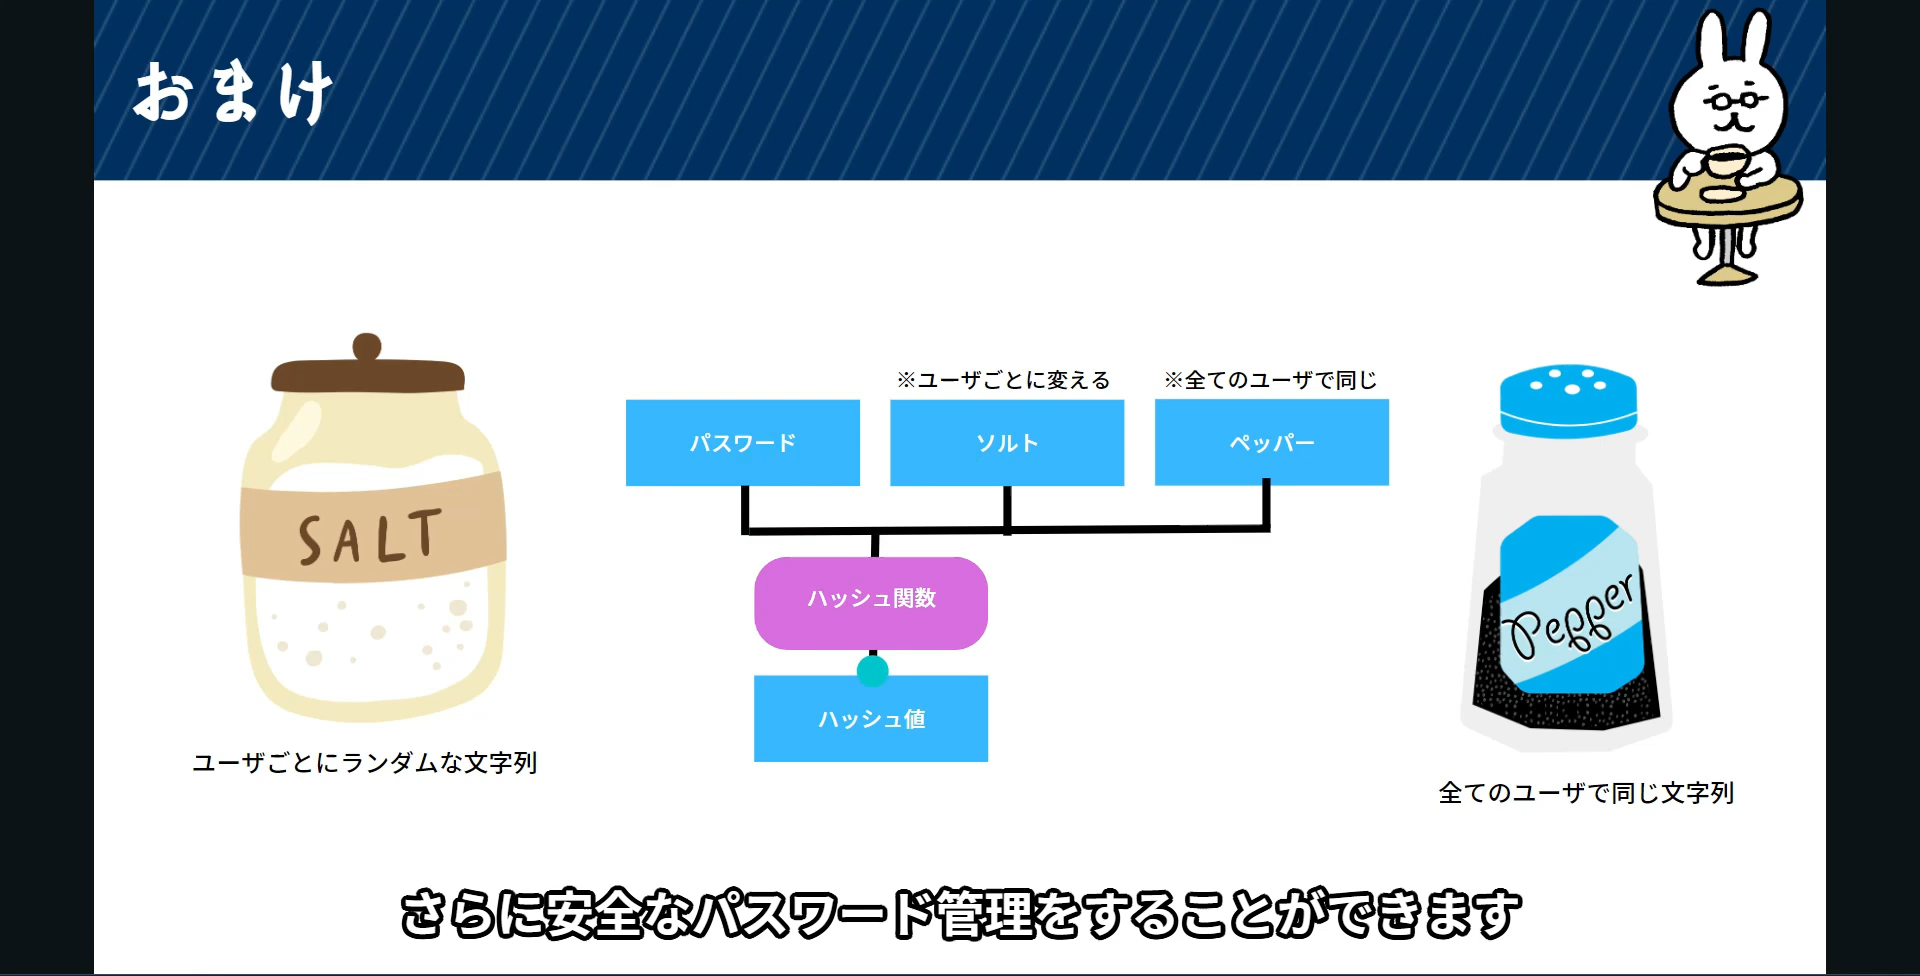 おまけ
※ユーザごとに変える
※全てのユーザで同じ
パスワード
ソルト
ペッパー
SALT
ハッシュ関数
Pepper
ハッシュ値
ユーザごとにランダムな文字列
全てのユーザで同じ文字列
さらに安全なパスワード管理をすることができます